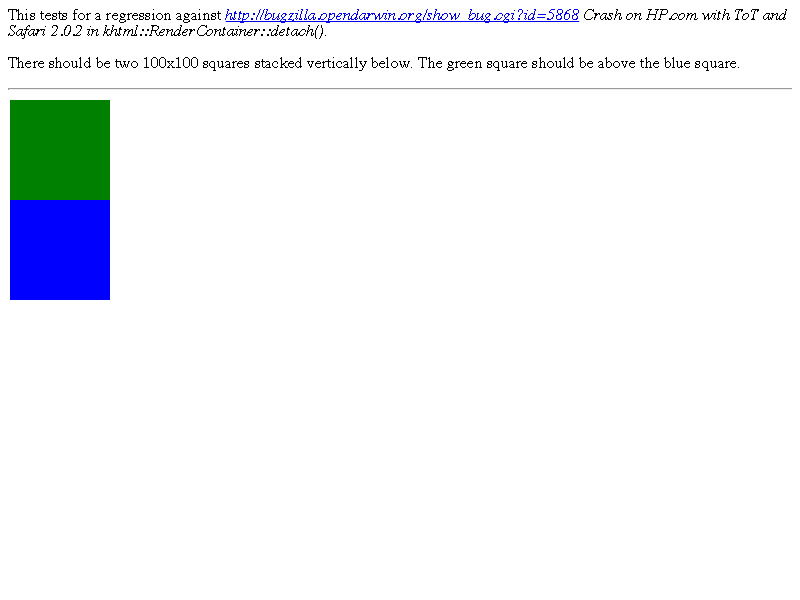 This tests for a regression against http://bugzilla.opendarwin.org/show_bug.cgi?id=5868 Crash on HP.com with ToT and
Safari 2.0.2 in khtml::RenderContainer::detach().
There should be two 100x100 squares stacked vertically below. The green square should be above the blue square.